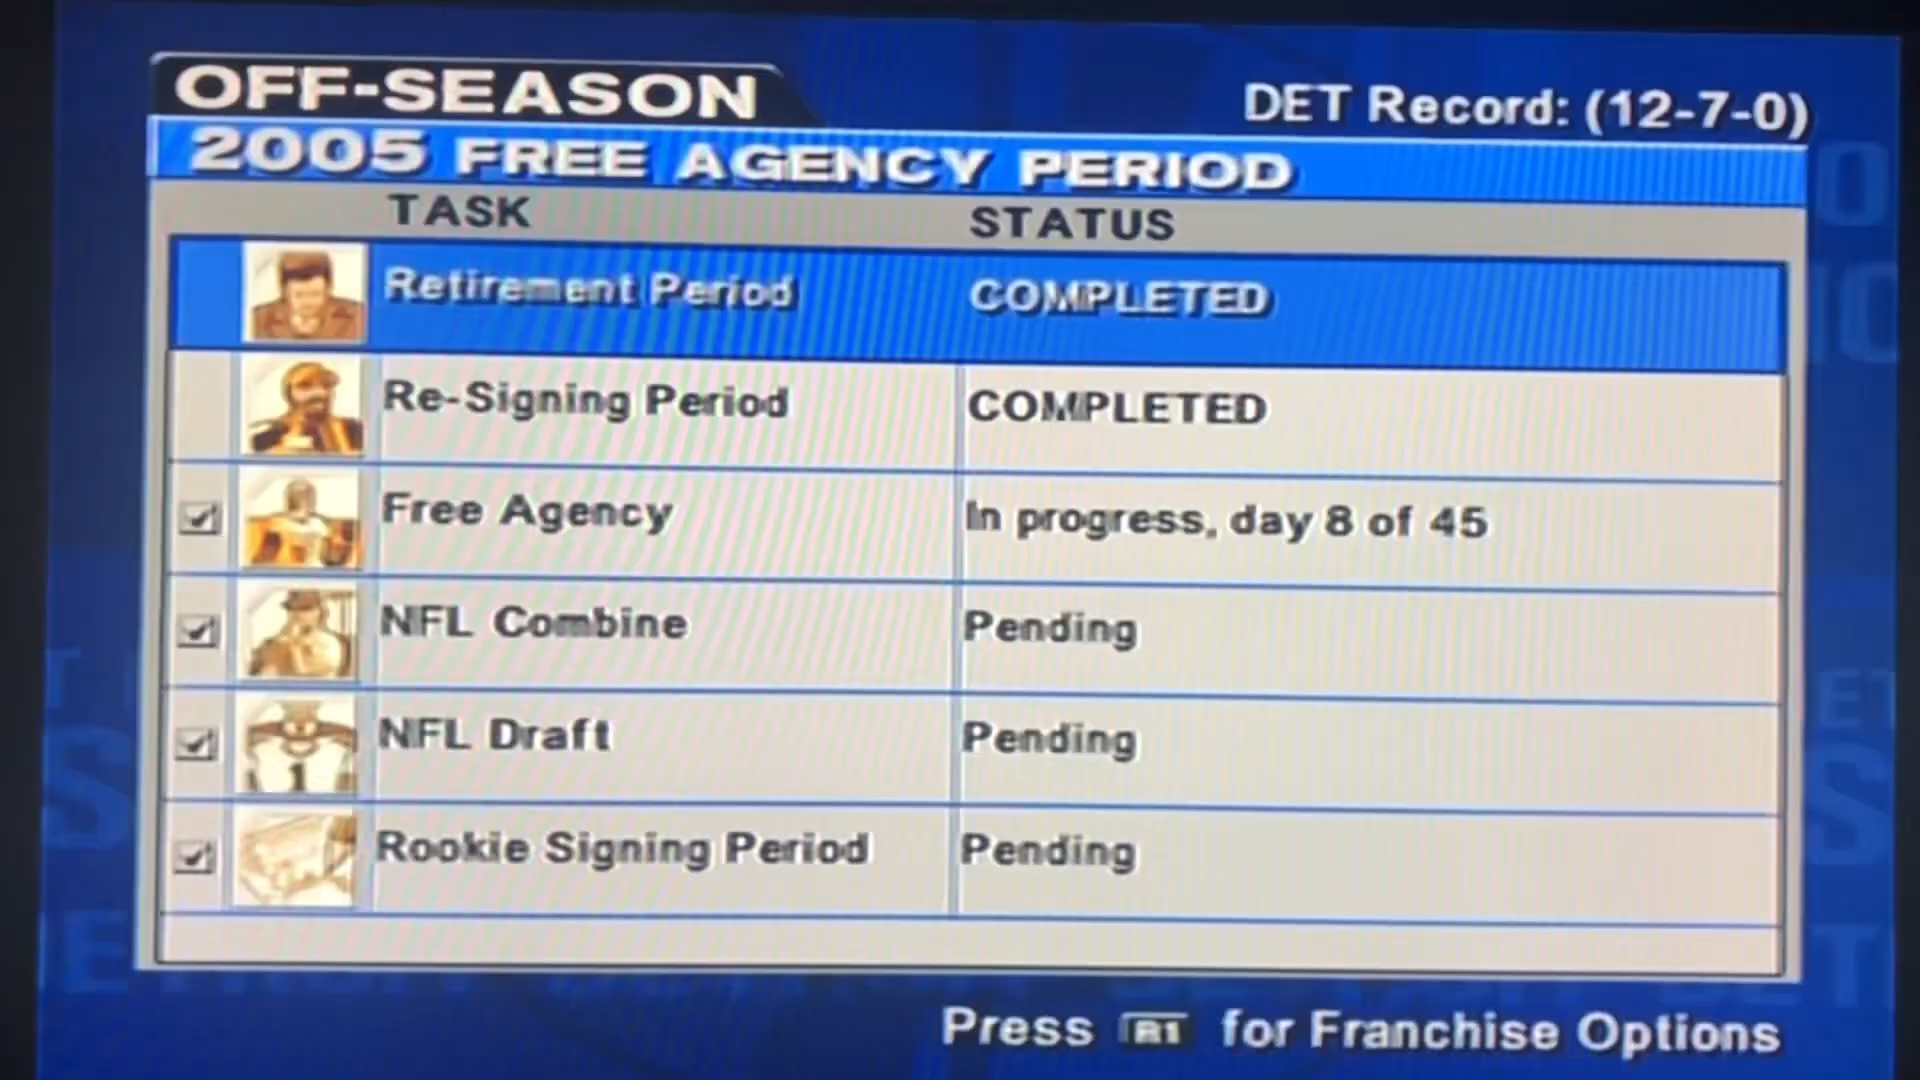 OFF-SEASON
DET Record: (12-7-0)
2005 FREE AGENCY PERIOD
TASK STATUS
Retirement Period COMPLETED
Re-Signing Period COMPLETED
Free Agency In progress, day 8 of 45
NFL Combine Pending
NFL Draft Pending
1
Rookie Signing Period Pending
Press R1 for Franchise Options